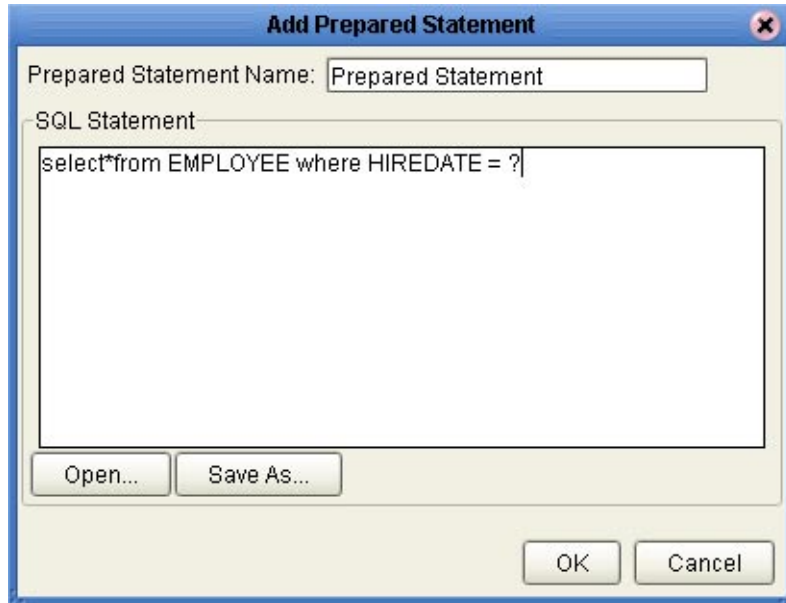 Add Prepared Statement
Prepared Statement Name: Prepared Statement
SQL Statement
select*from EMPLOYEE where HIREDATE = ?
Open... Save As...
OK Cancel